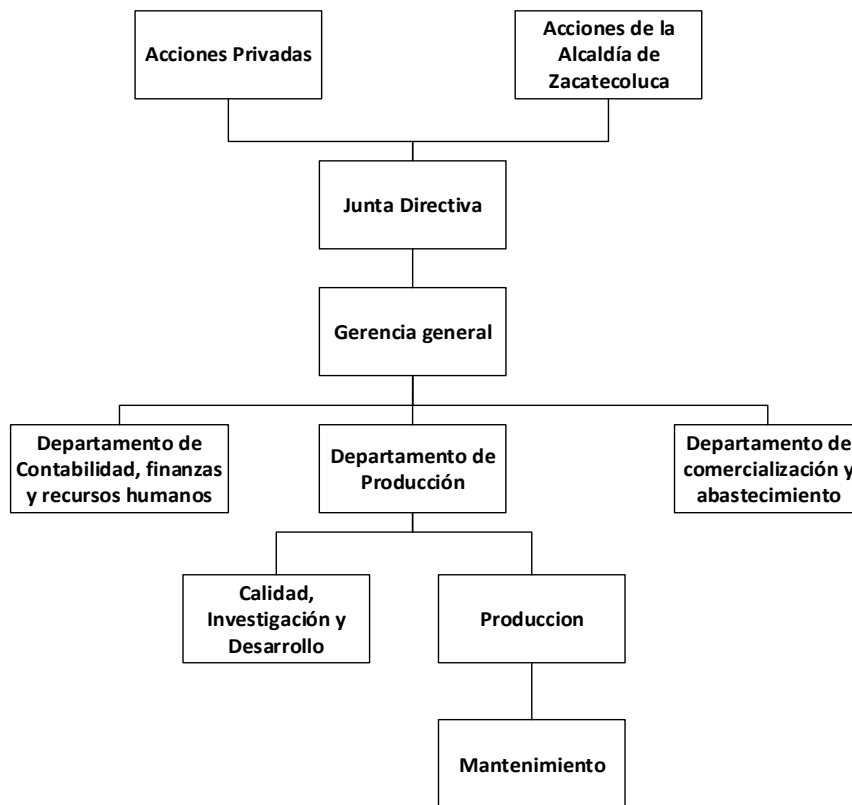 Acciones Privadas
Acciones de la
Alcaldía de
Zacatecoluca
Junta Directiva
Gerencia general
Departamento de
Contabilidad, finanzas
y recursos humanos
Departamento de
Producción
Departamento de
comercialización y
abastecimiento
Calidad,
Investigación y
Desarrollo
Produccion
Mantenimiento